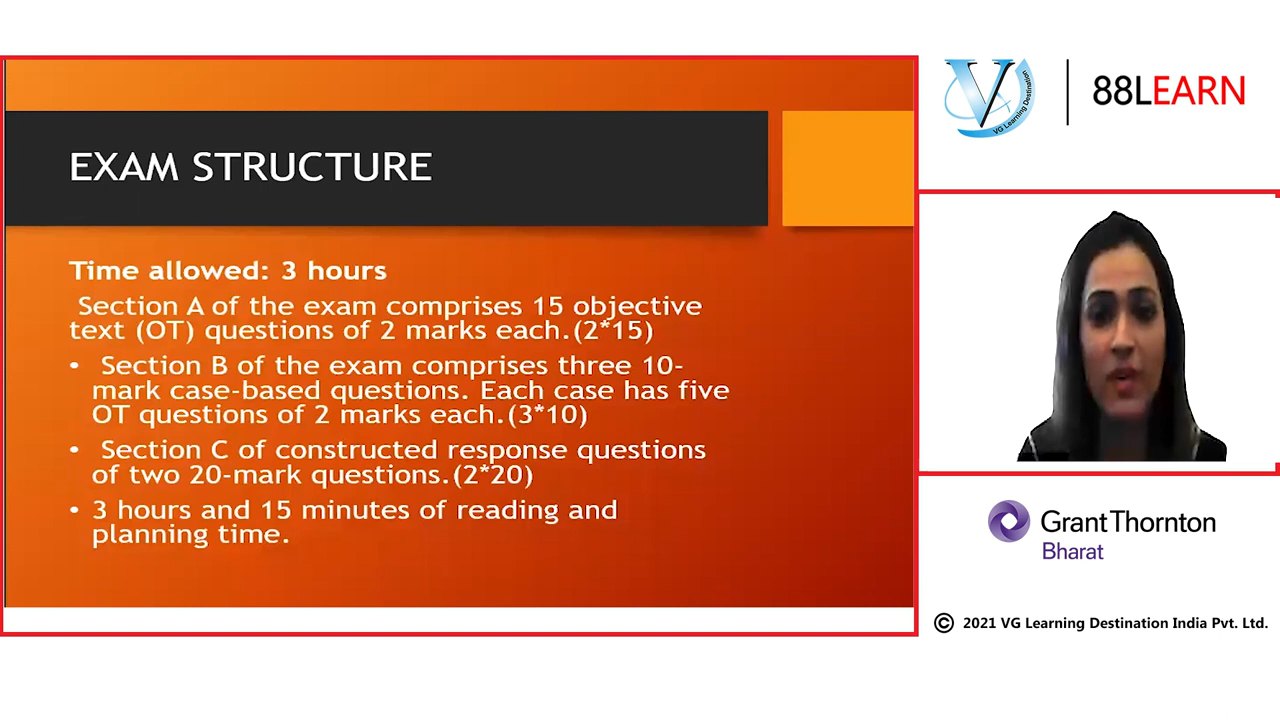 EXAM STRUCTURE
Time allowed: 3 hours
Section A of the exam comprises 15 objective
text (OT) questions of 2 marks each.(2*15)
• Section B of the exam comprises three 10-
mark case-based questions. Each case has five
OT questions of 2 marks each.(3*10)
• Section C of constructed response questions
of two 20-mark questions.(2*20)
• 3 hours and 15 minutes of reading and
planning time.
V
VG Learning Destination
88LEARN
Grant Thornton
Bharat
© 2021 VG Learning Destination India Pvt. Ltd.